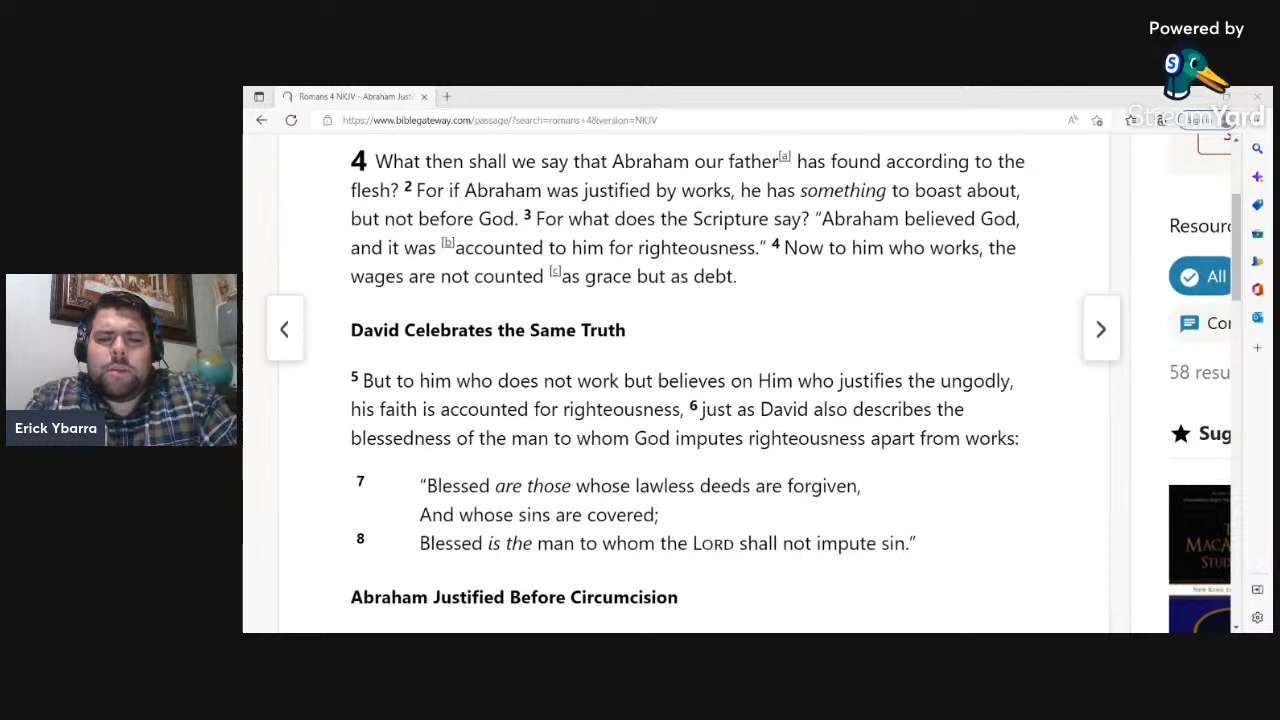 Powered by
S
StreamYard
Romans 4 NKJV - Abraham Just
https://www.biblegateway.com/passage/?search=romans+4&version=NKJV
4 What then shall we say that Abraham our father[a] has found according to the
flesh? 2 For if Abraham was justified by works, he has something to boast about,
but not before God. 3 For what does the Scripture say? “Abraham believed God,
and it was [b]accounted to him for righteousness.” 4 Now to him who works, the
wages are not counted [c]as grace but as debt.
David Celebrates the Same Truth
5 But to him who does not work but believes on Him who justifies the ungodly,
his faith is accounted for righteousness, 6 just as David also describes the
blessedness of the man to whom God imputes righteousness apart from works:
7 “Blessed are those whose lawless deeds are forgiven,
And whose sins are covered;
8 Blessed is the man to whom the LORD shall not impute sin.”
Abraham Justified Before Circumcision
Resourc
All
Cor
58 resu
Sug
MACA
STUD
Erick Ybarra